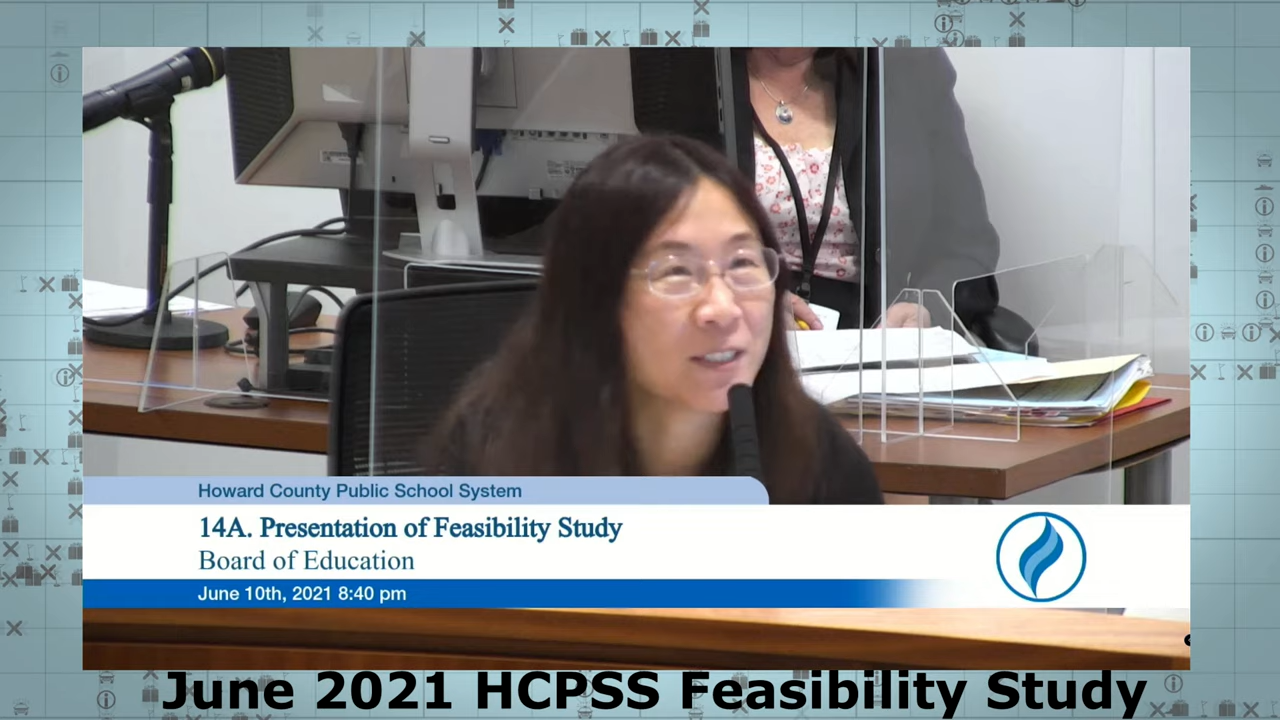 Howard County Public School System
14A. Presentation of Feasibility Study
Board of Education
June 10th, 2021 8:40 pm
June 2021 HCPSS Feasibility Study